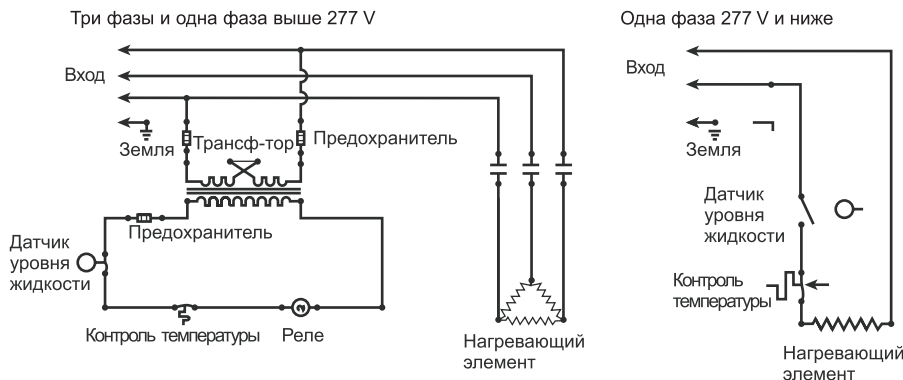 Три фазы и одна фаза выше 277 V
Вход
Земля
Трансф-тор
Предохранитель
Предохранитель
Датчик
уровня
жидкости
Контроль температуры
Реле
Нагревающий
элемент
Одна фаза 277 V и ниже
Вход
Земля
Датчик
уровня
жидкости
Контроль
температуры
Нагревающий
элемент